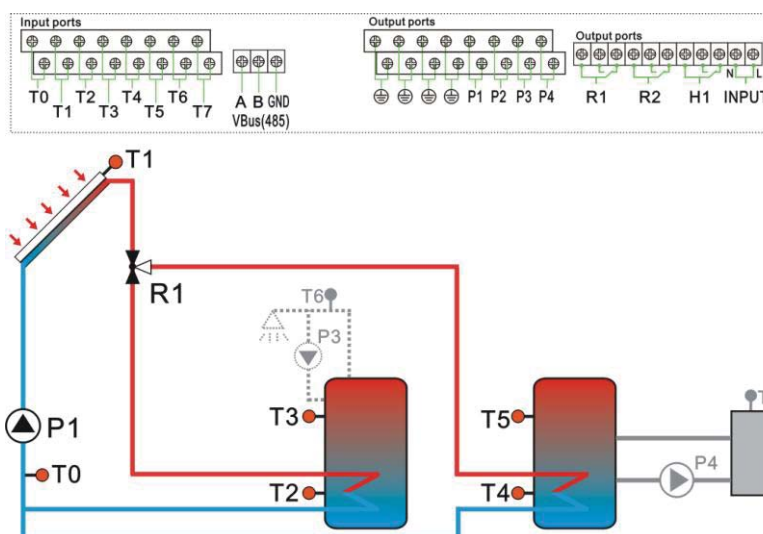 Input ports
T0 T2 T4 T6
T1 T3 T5 T7
A B GND
VBus(485)
Output ports
P1 P2 P3 P4
Output ports
L L L N L
R1 R2 H1 INPUT
T1
R1
T6
P3
P1
T3
T5
T
T0
T2
T4
P4